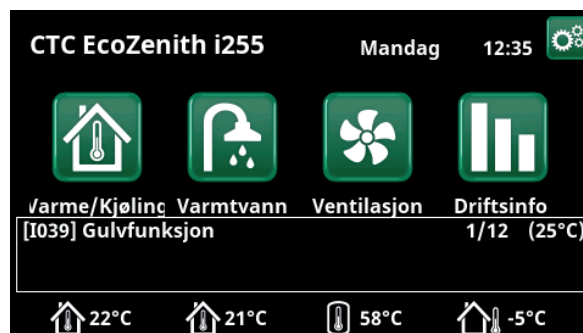 CTC EcoZenith i255 Mandag 12:35
Varme/Kjøling Varmtvann Ventilasjon Driftsinfo
[I039] Gulvfunksjon 1/12 (25°C)
22°C 21°C 58°C -5°C